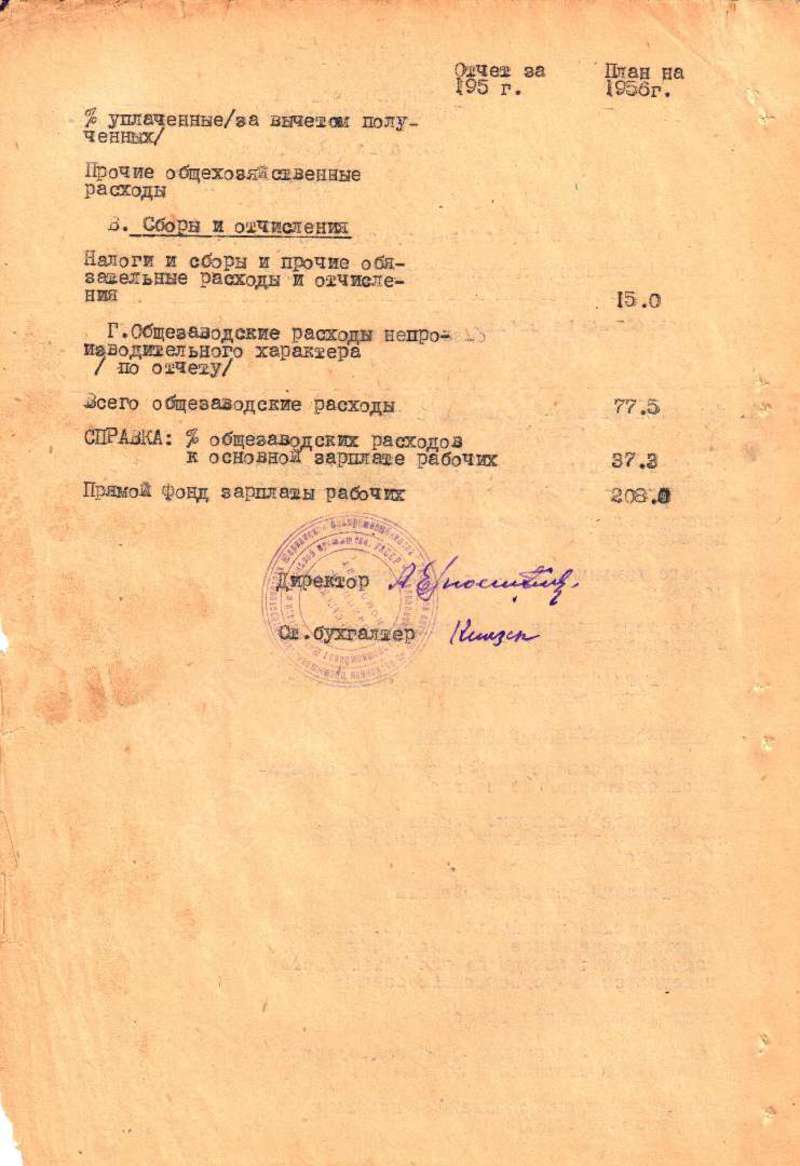 Отчет за План на
195 г. 1956г.
% уплаченные/за вычетом полу-
ченных/
Прочие общехозяйственные
расходы
В. Сборы и отчисления
Налоги и сборы и прочие обя-
зательные расходы и отчисле-
ния 15.0
Г.Общезаводские расходы непро-
изводительного характера
/ по отчету/
Всего общезаводские расходы 77.5
СПРАВКА: % общезаводских расходов
к основной зарплате рабочих 37.3
Прямой фонд зарплаты рабочих 208.0
Директор
Ст.бухгалтер